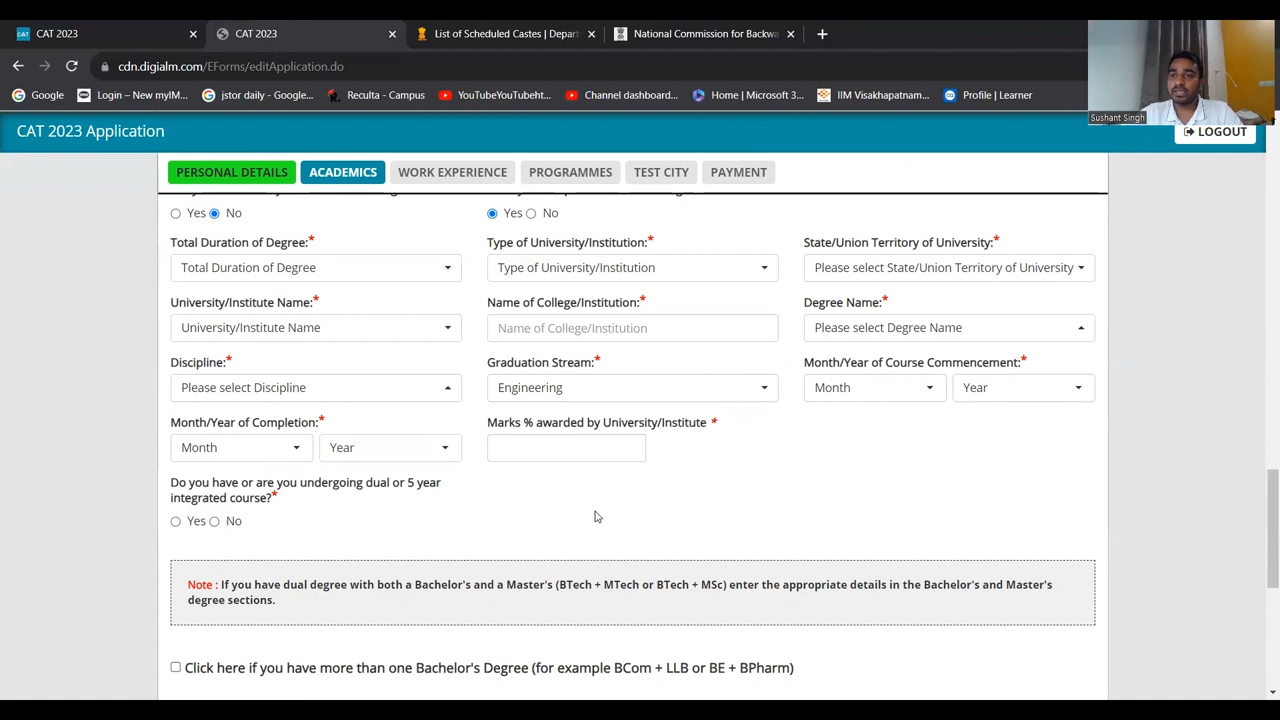 CAT 2023
CAT 2023
List of Scheduled Castes | Depar
National Commission for Backwa
cdn.digialm.com/EForms/editApplication.do
Google
Login – New myIM...
jstor daily - Google...
Reculta - Campus
YouTubeYouTubeht...
Channel dashboard...
Home | Microsoft 3...
IIM Visakhapatnam...
Profile | Learner
Sushant Singh
CAT 2023 Application
LOGOUT
PERSONAL DETAILS
ACADEMICS
WORK EXPERIENCE
PROGRAMMES
TEST CITY
PAYMENT
Yes No
Yes No
Total Duration of Degree:*
Type of University/Institution:*
State/Union Territory of University:*
Total Duration of Degree
Type of University/Institution
Please select State/Union Territory of University
University/Institute Name:*
Name of College/Institution:*
Degree Name:*
University/Institute Name
Name of College/Institution
Please select Degree Name
Discipline:*
Graduation Stream:*
Month/Year of Course Commencement:*
Please select Discipline
Engineering
Month
Year
Month/Year of Completion:*
Marks % awarded by University/Institute *
Month
Year
Do you have or are you undergoing dual or 5 year
integrated course?*
Yes No
Note : If you have dual degree with both a Bachelor's and a Master's (BTech + MTech or BTech + MSc) enter the appropriate details in the Bachelor's and Master's
degree sections.
Click here if you have more than one Bachelor's Degree (for example BCom + LLB or BE + BPharm)